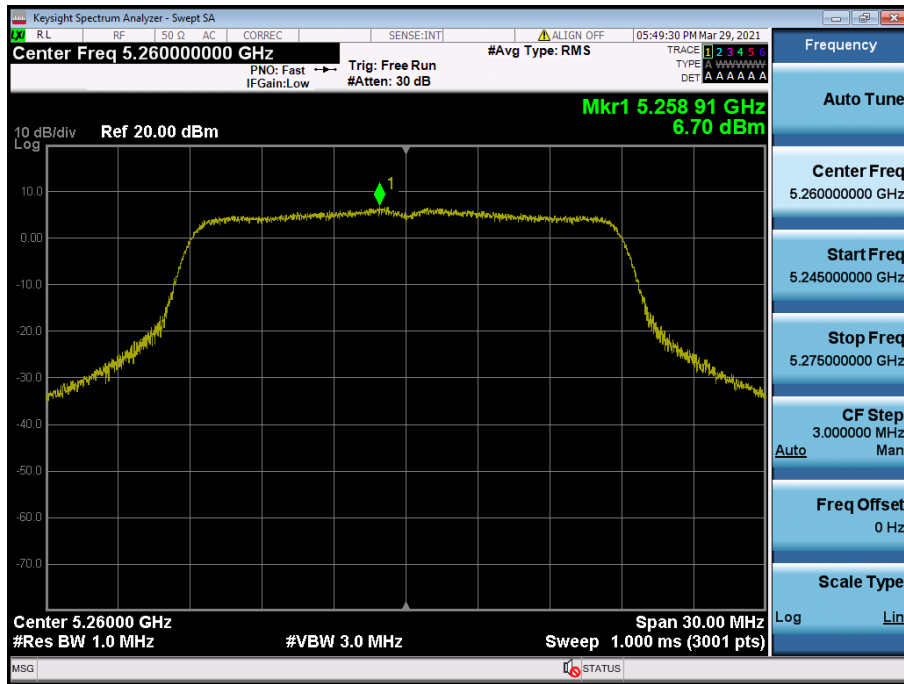 Keysight Spectrum Analyzer - Swept SA
LXI RL RF 50 Ω AC CORREC SENSE:INT ALIGN OFF 05:49:30 PM Mar 29, 2021
Center Freq 5.260000000 GHz #Avg Type: RMS TRACE 1 2 3 4 5 6
PNO: Fast Trig: Free Run TYPE A WWWWW
IFGain:Low #Atten: 30 dB DET A A A A A A
Mkr1 5.258 91 GHz
6.70 dBm
10 dB/div Ref 20.00 dBm
Log
1
10.0
0.00
-10.0
-20.0
-30.0
-40.0
-50.0
-60.0
-70.0
Center 5.26000 GHz Span 30.00 MHz
#Res BW 1.0 MHz #VBW 3.0 MHz Sweep 1.000 ms (3001 pts)
MSG STATUS
Frequency
Auto Tune
Center Freq
5.260000000 GHz
Start Freq
5.245000000 GHz
Stop Freq
5.275000000 GHz
CF Step
3.000000 MHz
Auto Man
Freq Offset
0 Hz
Scale Type
Log Lin